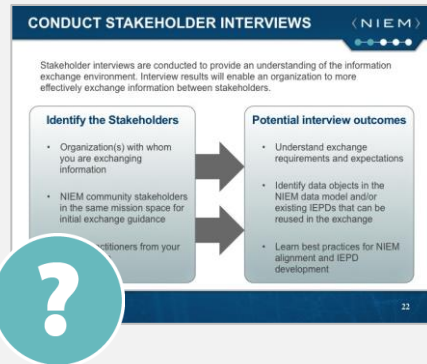 CONDUCT STAKEHOLDER INTERVIEWS
⟨NIEM⟩
Stakeholder interviews are conducted to provide an understanding of the information
exchange environment. Interview results will enable an organization to more
effectively exchange information between stakeholders.
Identify the Stakeholders
• Organization(s) with whom
you are exchanging
information
• NIEM community stakeholders
in the same mission space for
initial exchange guidance
from your
Potential interview outcomes
• Understand exchange
requirements and expectations
• Identify data objects in the
NIEM data model and/or
existing IEPDs that can be
reused in the exchange
• Learn best practices for NIEM
alignment and IEPD
development
?
22